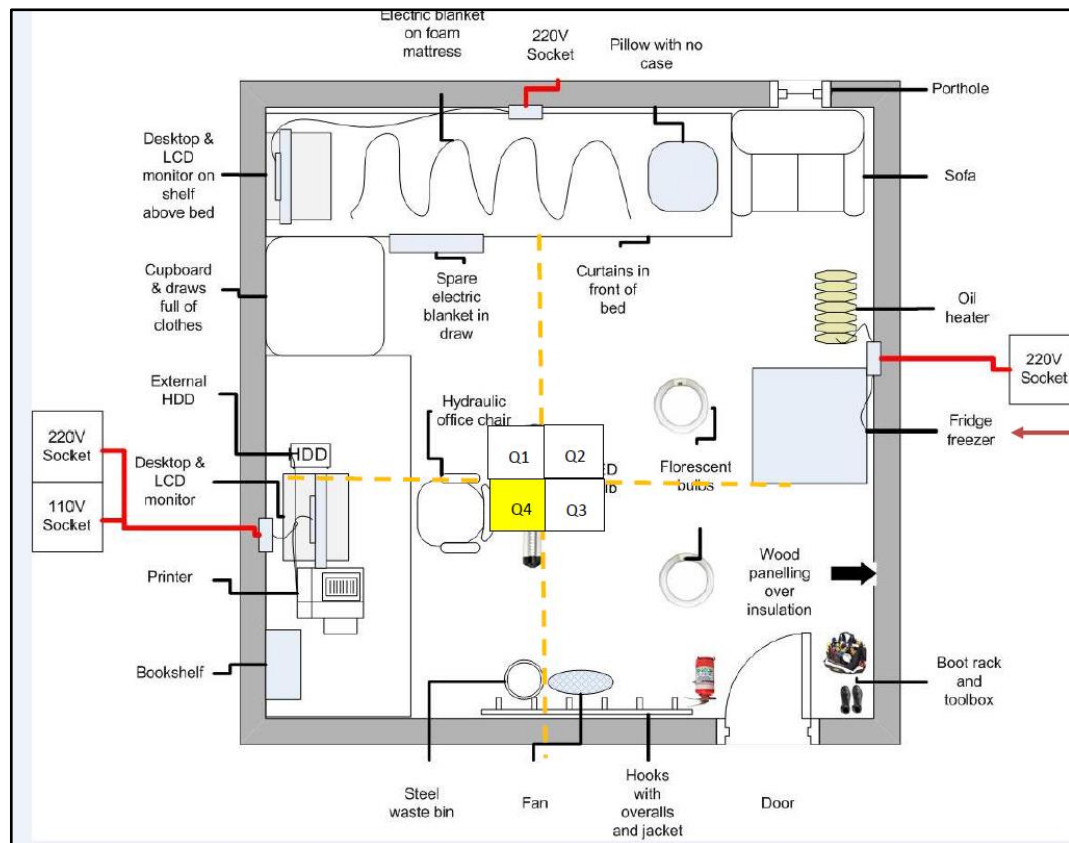 Electric blanket
on foam
mattress
220V
Socket
Pillow with no
case
Porthole
Desktop &
LCD
monitor on
shelf
above bed
Sofa
Cupboard
& draws
full of
clothes
Spare
electric
blanket in
draw
Curtains in
front of
bed
Oil
heater
220V
Socket
External
HDD
HDD
Hydraulic
office chair
Q1
Q2
ED
Florescent
bulbs
Fridge
freezer
220V
Socket
110V
Socket
Desktop &
LCD
monitor
Q4
Q3
Printer
Wood
panelling
over
insulation
Bookshelf
Boot rack
and
toolbox
Steel
waste bin
Fan
Hooks
with
overalls
and jacket
Door